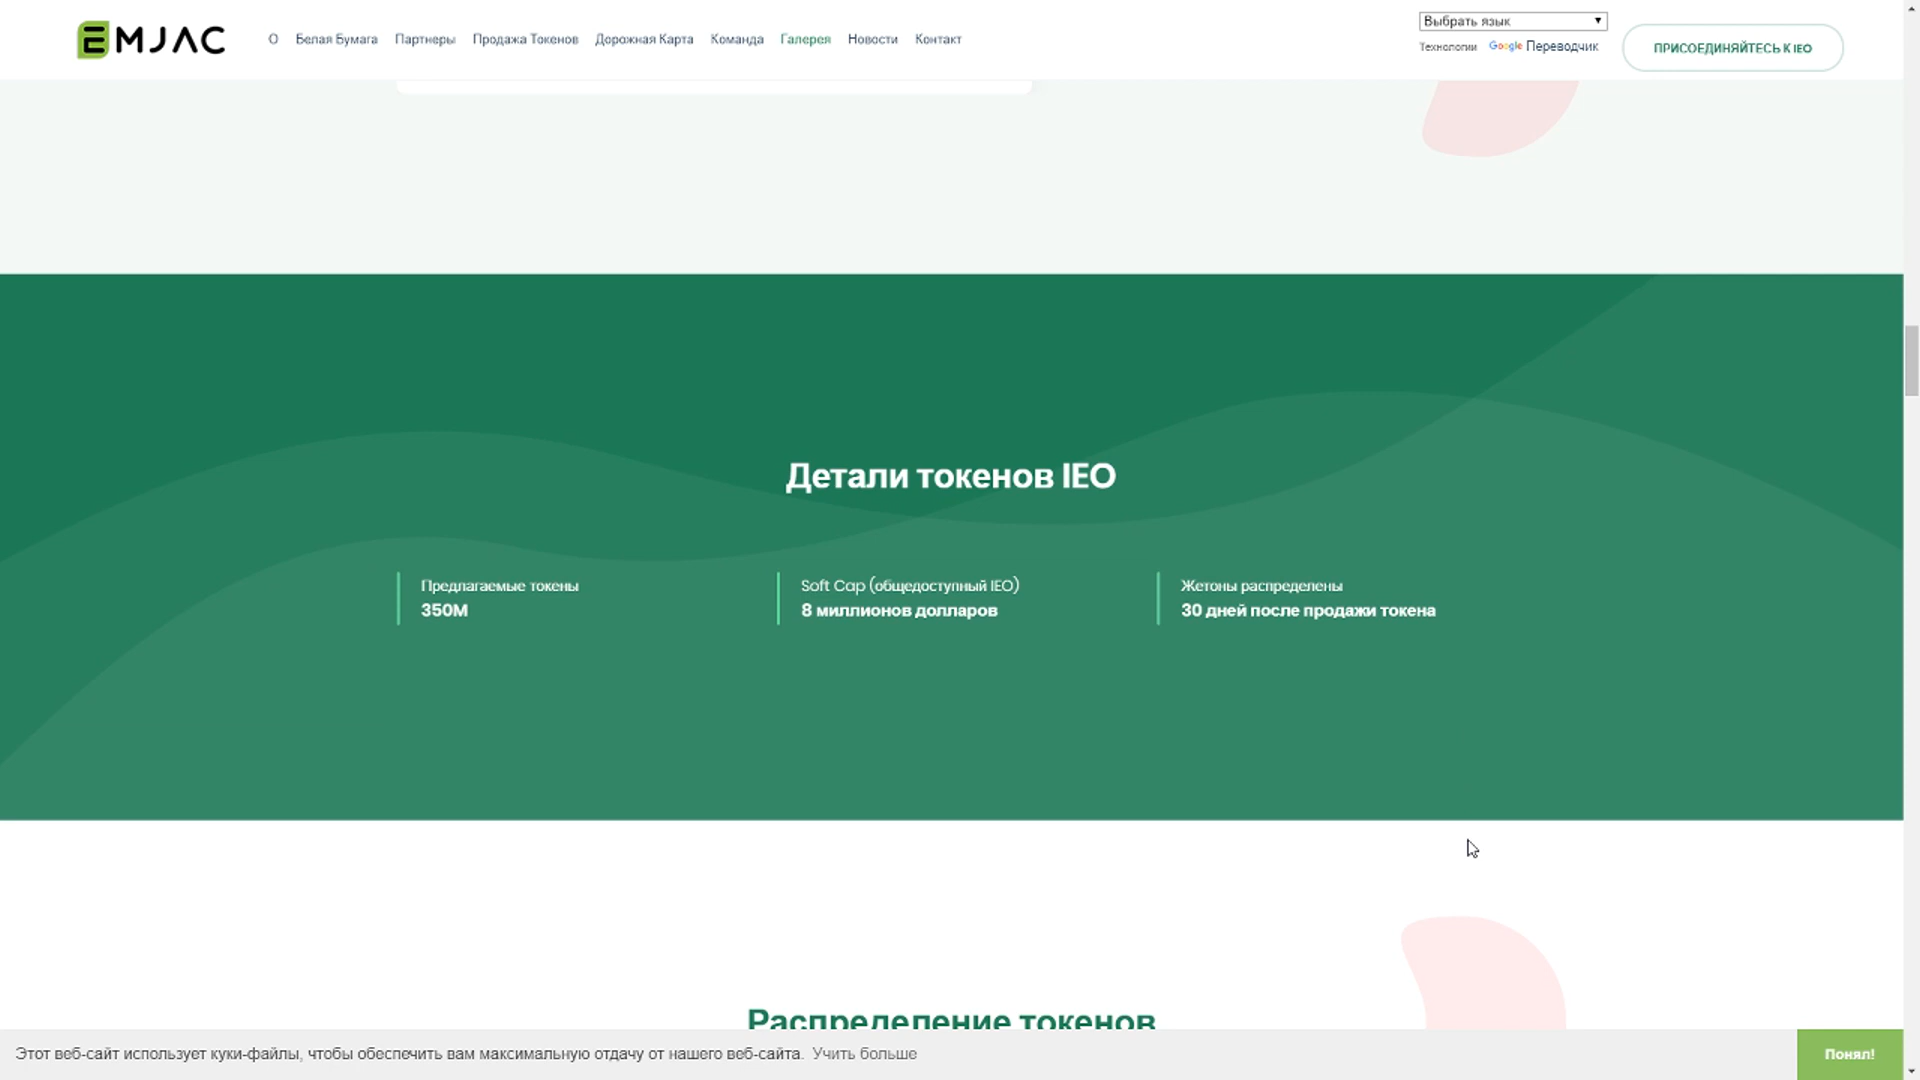 EMJAC
О Белая Бумага Партнеры Продажа Токенов Дорожная Карта Команда Галерея Новости Контакт
Выбрать язык
Технологии Google Переводчик
ПРИСОЕДИНЯЙТЕСЬ К IEO
Детали токенов IEO
Предлагаемые токены
350M
Soft Cap (общедоступный IEO)
8 миллионов долларов
Жетоны распределены
30 дней после продажи токена
Распределение токенов
Этот веб-сайт использует куки-файлы, чтобы обеспечить вам максимальную отдачу от нашего веб-сайта. Учить больше
Понял!